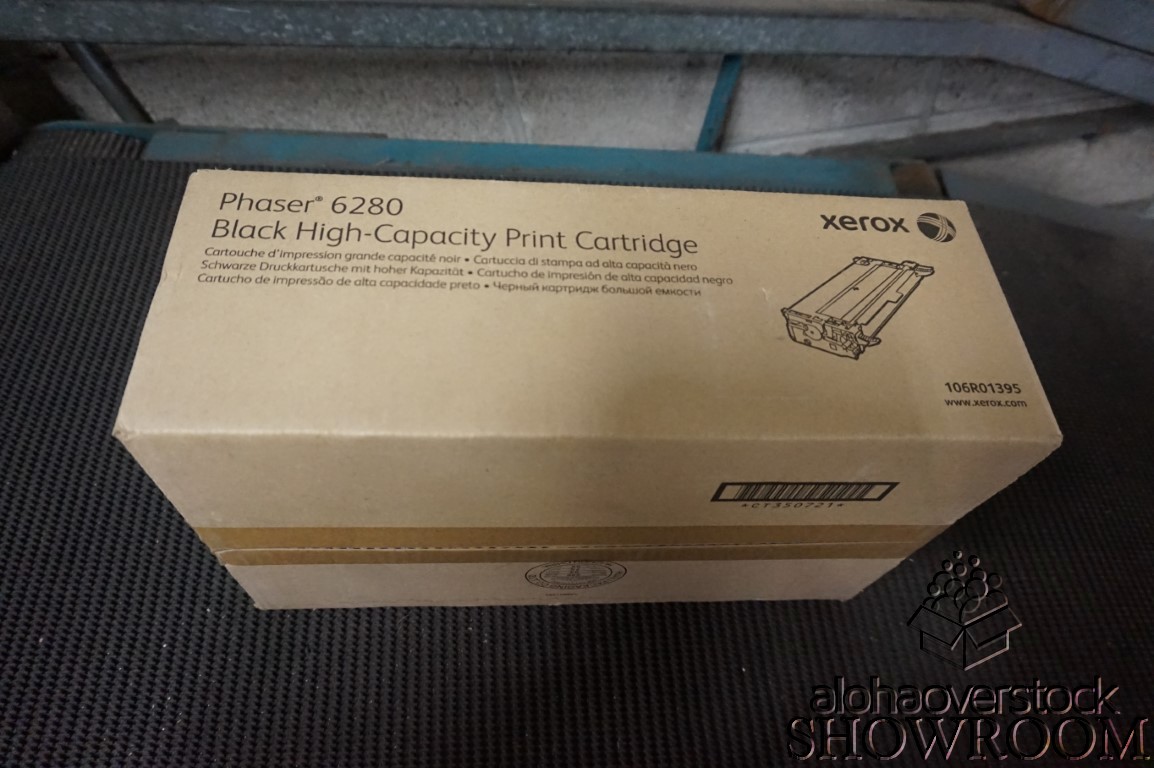 Phaser® 6280
Black High-Capacity Print Cartridge
Cartouche d'impression grande capacité noir • Cartuccia di stampa ad alta capacità nero
Schwarze Druckkartusche mit hoher Kapazität • Cartucho de impresión de alta capacidad negro
Cartucho de impressão de alta capacidade preto • Черный картридж большой емкости
xerox
106R01395
www.xerox.com
*CT350721*
alohaoverstock
SHOWROOM